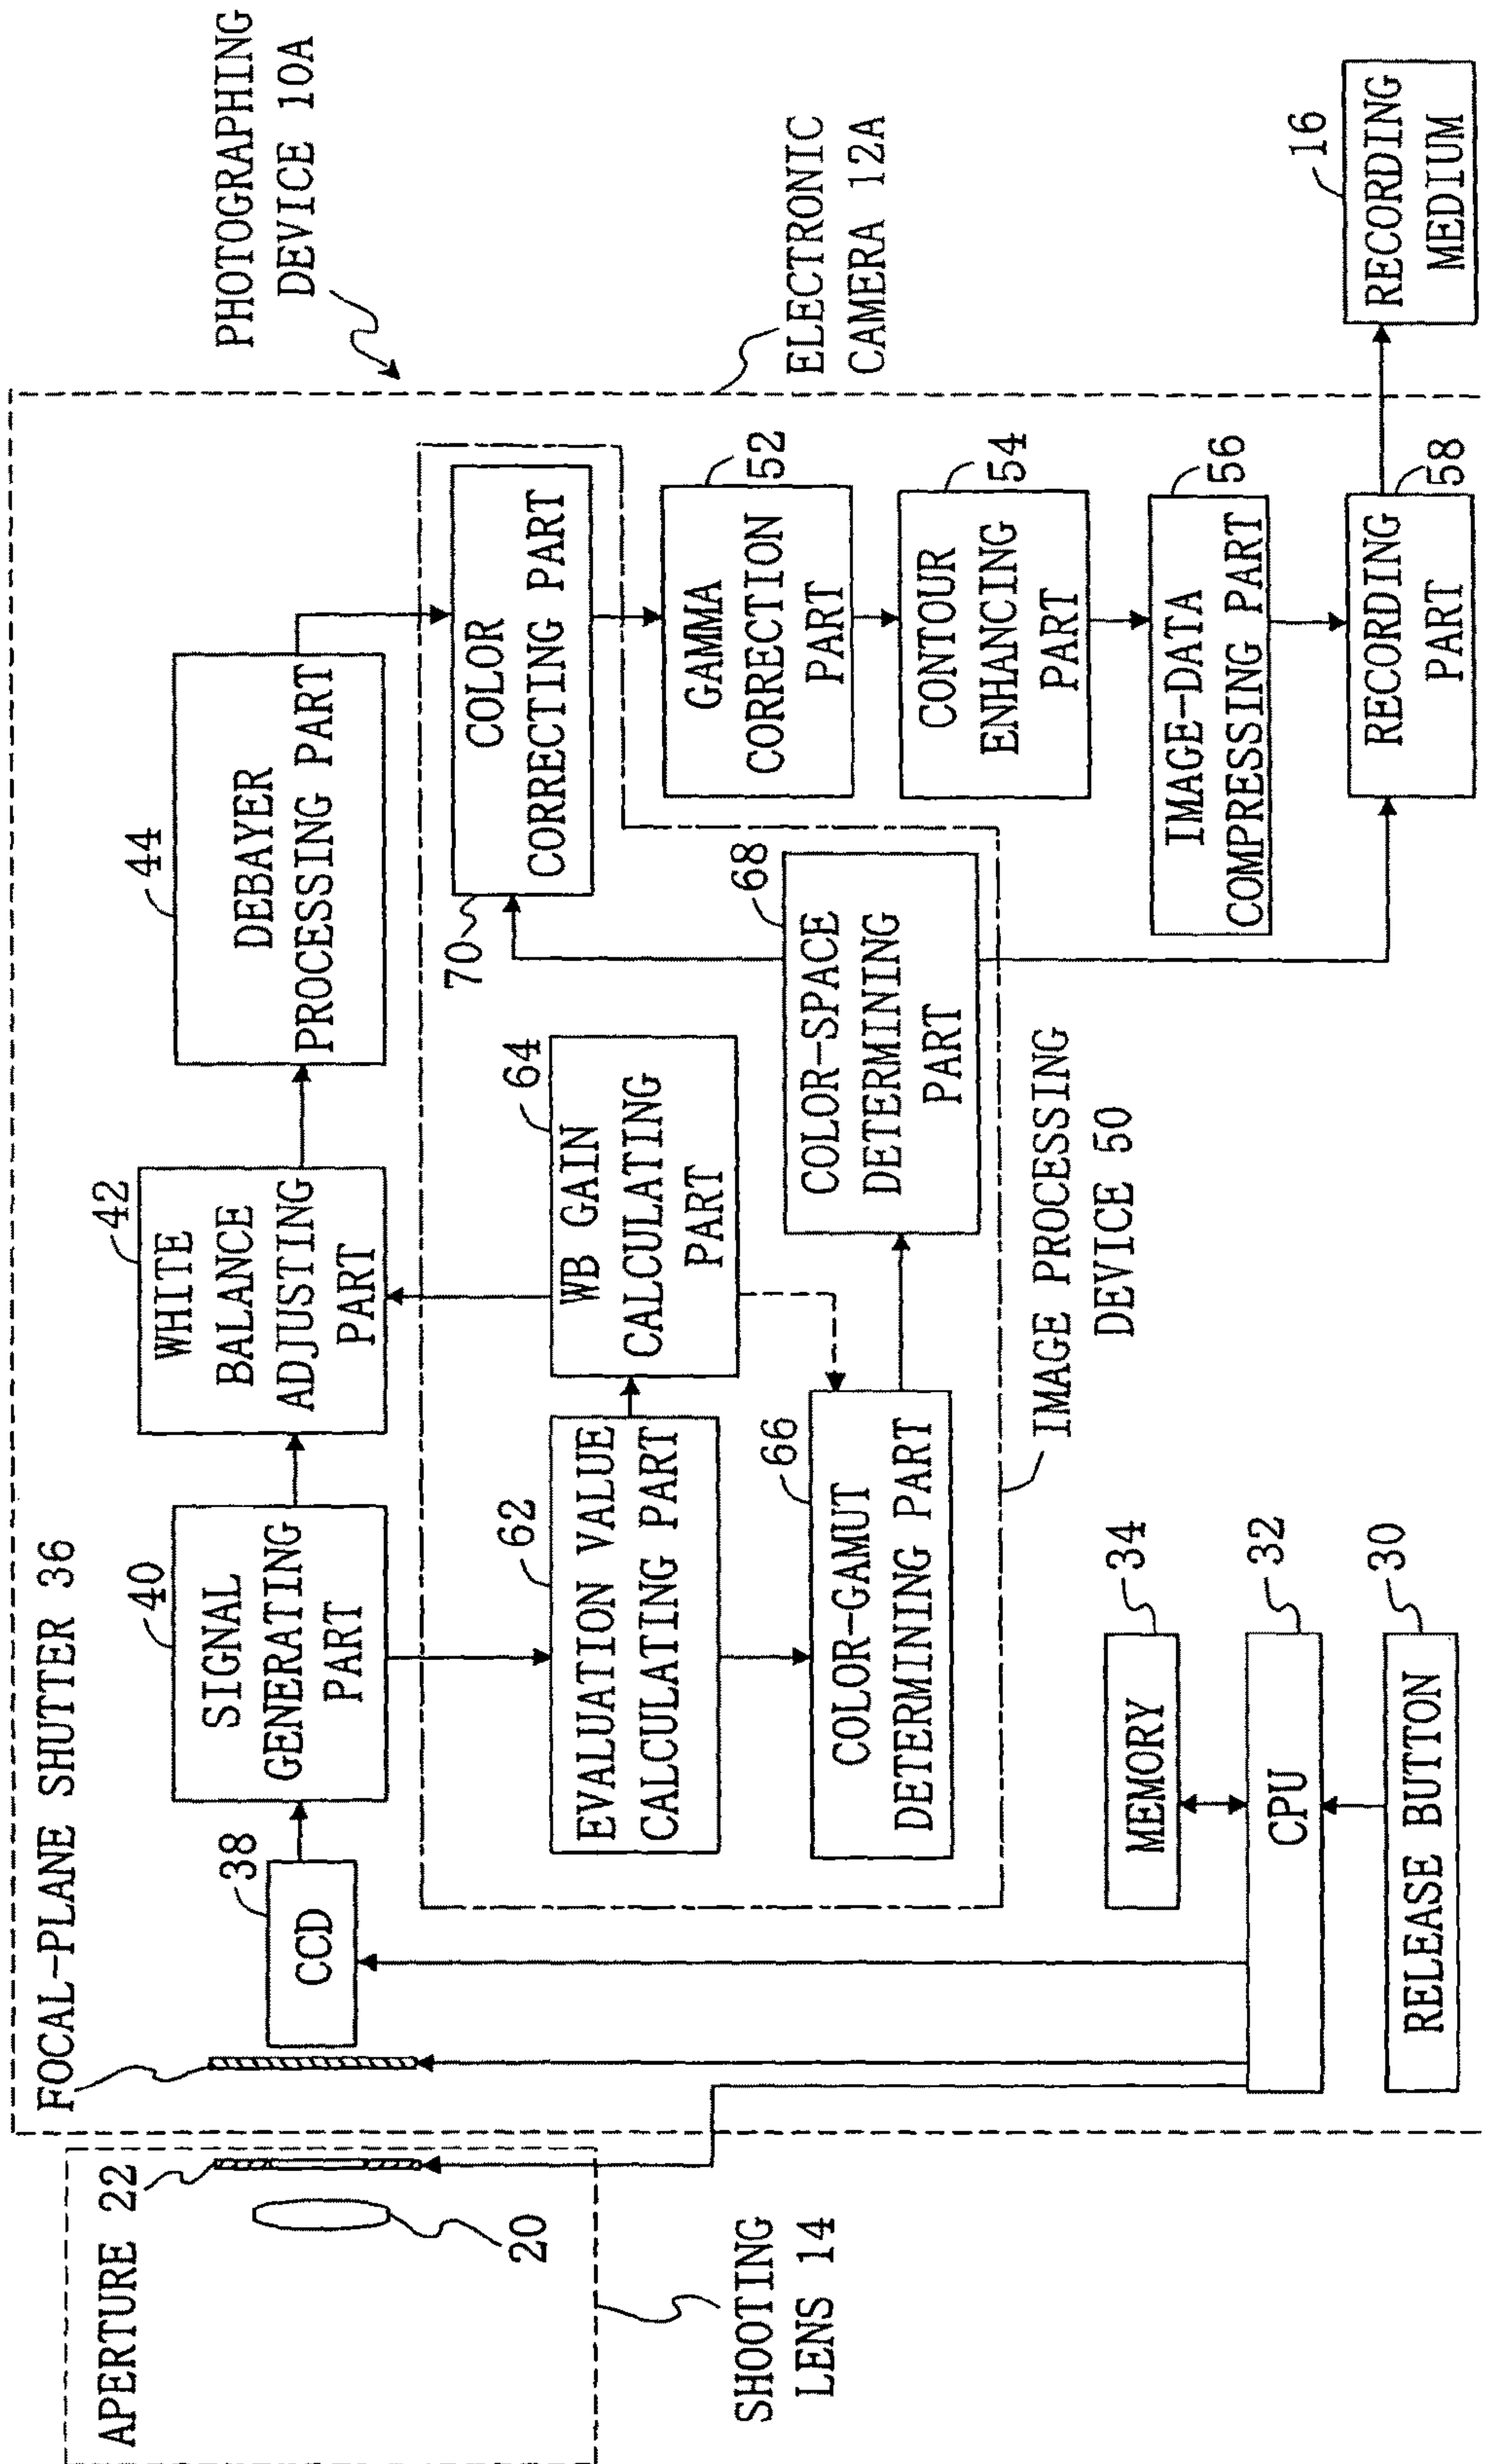 PHOTOGRAPHING
DEVICE 10A
FOCAL-PLANE SHUTTER 36
APERTURE 22
20
SHOOTING
LENS 14
38
CCD
40
SIGNAL
GENERATING
PART
42
WHITE
BALANCE
ADJUSTING
PART
44
DEBAYER
PROCESSING PART
62
EVALUATION VALUE
CALCULATING PART
64
WB GAIN
CALCULATING
PART
66
COLOR-GAMUT
DETERMINING PART
68
COLOR-SPACE
DETERMINING
PART
70
COLOR
CORRECTING PART
52
GAMMA
CORRECTION
PART
54
CONTOUR
ENHANCING
PART
56
IMAGE-DATA
COMPRESSING PART
58
RECORDING
PART
ELECTRONIC
CAMERA 12A
16
RECORDING
MEDIUM
IMAGE PROCESSING
DEVICE 50
34
MEMORY
32
CPU
30
RELEASE BUTTON